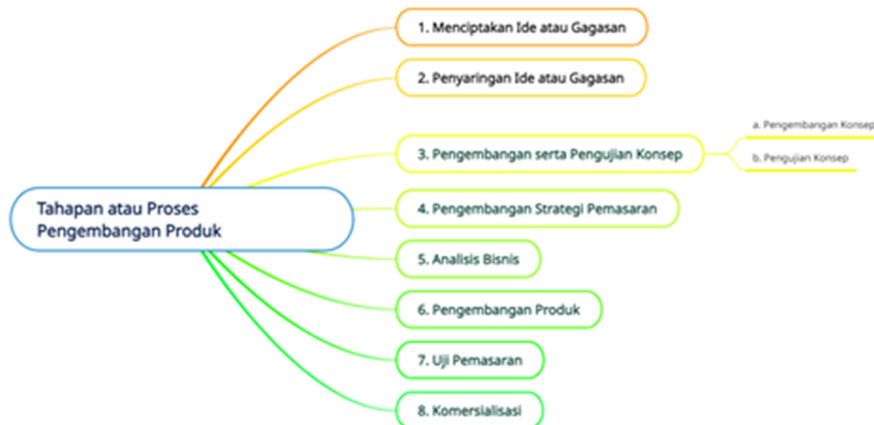 1. Menciptakan Ide atau Gagasan
2. Penyaringan Ide atau Gagasan
3. Pengembangan serta Pengujian Konsep
a. Pengembangan Konsep
b. Pengujian Konsep
Tahapan atau Proses
Pengembangan Produk
4. Pengembangan Strategi Pemasaran
5. Analisis Bisnis
6. Pengembangan Produk
7. Uji Pemasaran
8. Komersialisasi